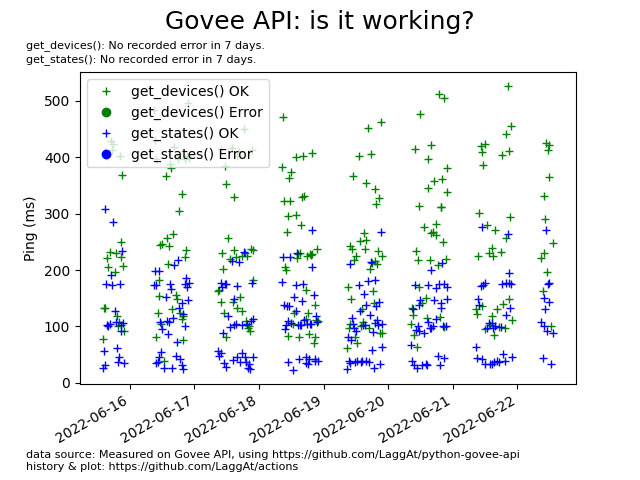 Govee API: is it working?
get_devices(): No recorded error in 7 days.
get_states(): No recorded error in 7 days.
get_devices() OK
get_devices() Error
get_states() OK
get_states() Error
Ping (ms)
500
400
300
200
100
0
2022-06-16
2022-06-17
2022-06-18
2022-06-19
2022-06-20
2022-06-21
2022-06-22
data source: Measured on Govee API, using https://github.com/LaggAt/python-govee-api
history & plot: https://github.com/LaggAt/actions